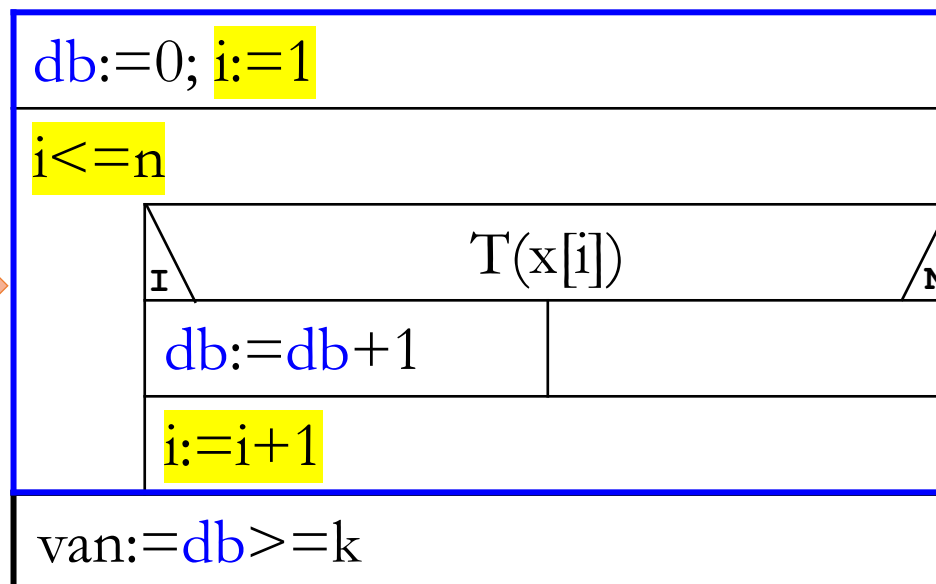 db:=0; i:=1
i<=n
T(x[i])
I N
db:=db+1
i:=i+1
van:=db>=k